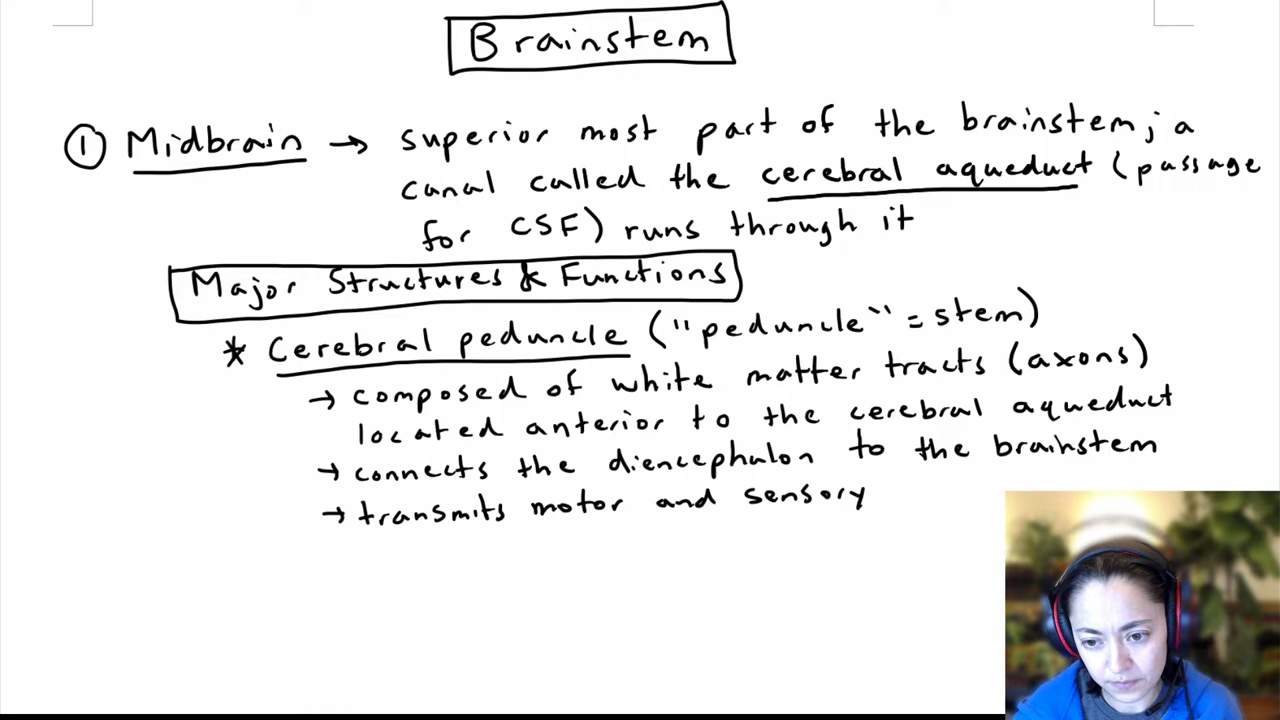 Brainstem
① Midbrain → superior most part of the brainstem; a
canal called the cerebral aqueduct (passage
for CSF) runs through it
Major Structures & Functions
* Cerebral peduncle ("peduncle" = stem)
→ composed of white matter tracts (axons)
located anterior to the cerebral aqueduct
→ connects the diencephalon to the brainstem
→ transmits motor and sensory